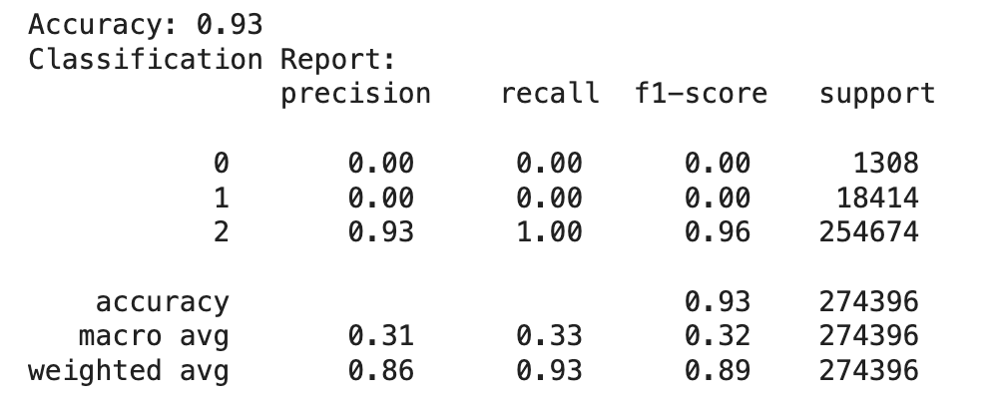 Accuracy: 0.93
Classification Report:
precision recall f1-score support
0 0.00 0.00 0.00 1308
1 0.00 0.00 0.00 18414
2 0.93 1.00 0.96 254674
accuracy 0.93 274396
macro avg 0.31 0.33 0.32 274396
weighted avg 0.86 0.93 0.89 274396